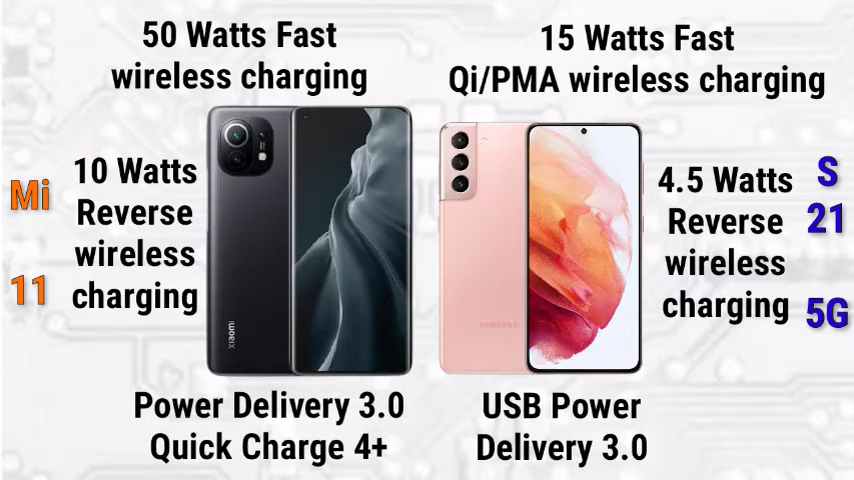 50 Watts Fast
wireless charging
15 Watts Fast
Qi/PMA wireless charging
Mi
11
10 Watts
Reverse
wireless
charging
xiaomi
SAMSUNG
4.5 Watts
Reverse
wireless
charging
S
21
5G
Power Delivery 3.0
Quick Charge 4+
USB Power
Delivery 3.0